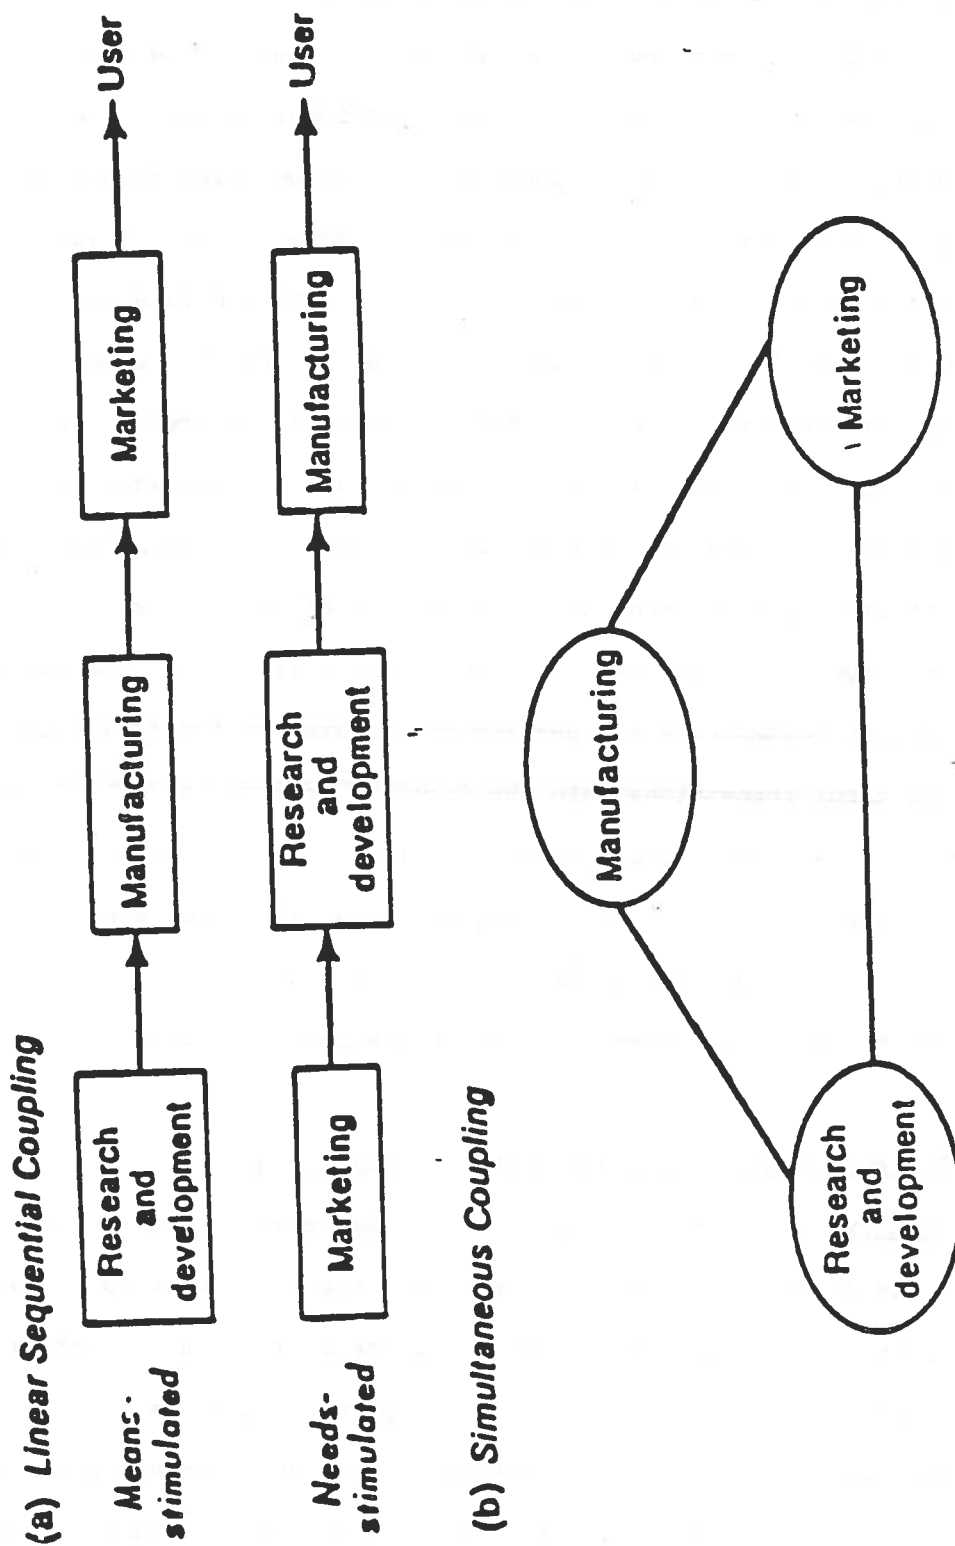 (a) Linear Sequential Coupling
Means-
stimulated
Research
and
development
Manufacturing
Marketing
User
Needs-
stimulated
Marketing
Research
and
development
Manufacturing
User
(b) Simultaneous Coupling
Manufacturing
Research
and
development
Marketing